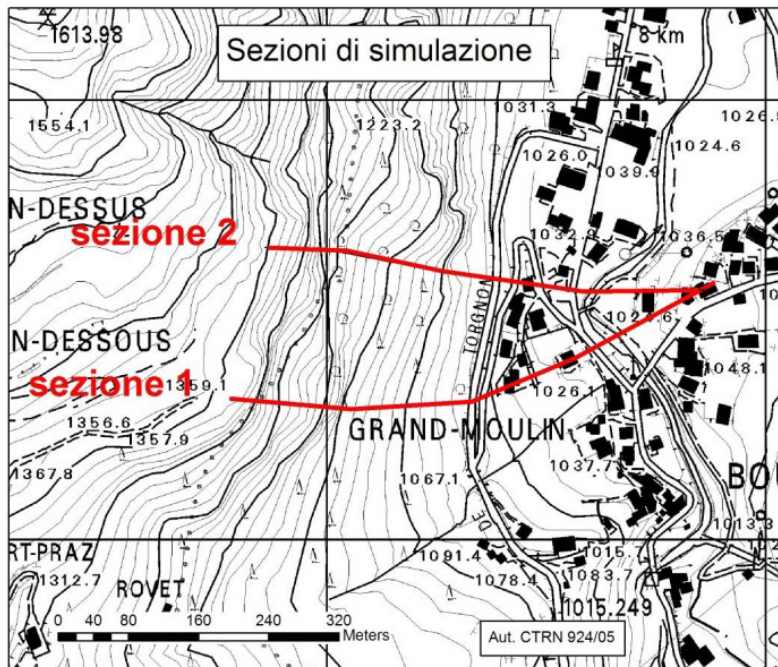 1613.98
8 km
Sezioni di simulazione
1031.3
1554.1
1223.2
1024.6
1026.0
1039.9
N-DESSUS
sezione 2
1032.9
1036.5
TORGNON
N-DESSOUS
sezione 1
1359.1
1026.1
1048.1
1356.6
1357.9
GRAND-MOULIN
1367.8
1067.1
1037.7
BO
DE
1013.3
RT-PRAZ
1091.4
1015.7
1312.7
1078.4
1083.7
ROVET
1015.249
0 40 80 160 240 320
Meters
Aut. CTRN 924/05